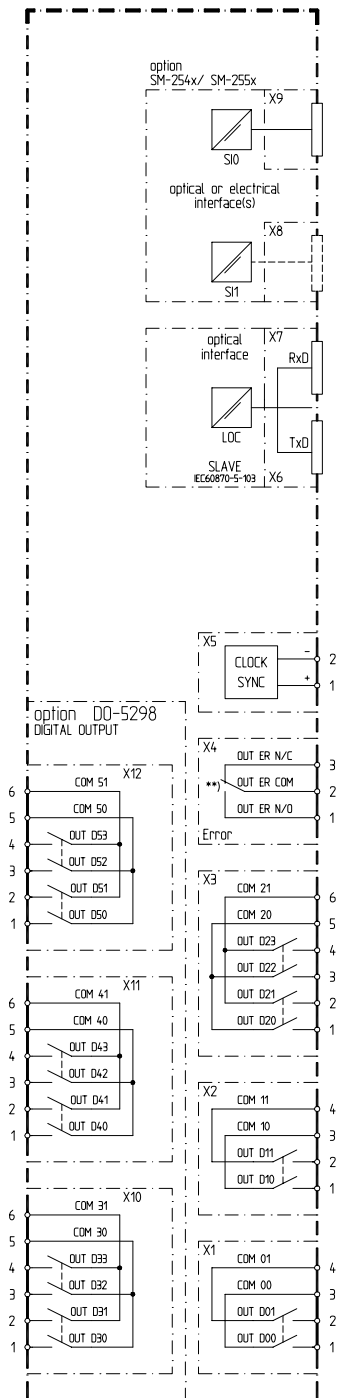 option
SM-254x/ SM-255x
X9
SI0
optical or electrical
interface(s)
X8
SI1
optical
interface
X7
RxD
LOC
TxD
SLAVE
IEC60870-5-103
X6
X5
CLOCK
SYNC
- 2
+ 1
option DO-5298
DIGITAL OUTPUT
X4
OUT ER N/C 3
**) OUT ER COM 2
OUT ER N/O 1
Error
X12
6 COM 51
5 COM 50
4 OUT D53
3 OUT D52
2 OUT D51
1 OUT D50
X3
COM 21 6
COM 20 5
OUT D23 4
OUT D22 3
OUT D21 2
OUT D20 1
X11
6 COM 41
5 COM 40
4 OUT D43
3 OUT D42
2 OUT D41
1 OUT D40
X2
COM 11 4
COM 10 3
OUT D11 2
OUT D10 1
X10
6 COM 31
5 COM 30
4 OUT D33
3 OUT D32
2 OUT D31
1 OUT D30
X1
COM 01 4
COM 00 3
OUT D01 2
OUT D00 1